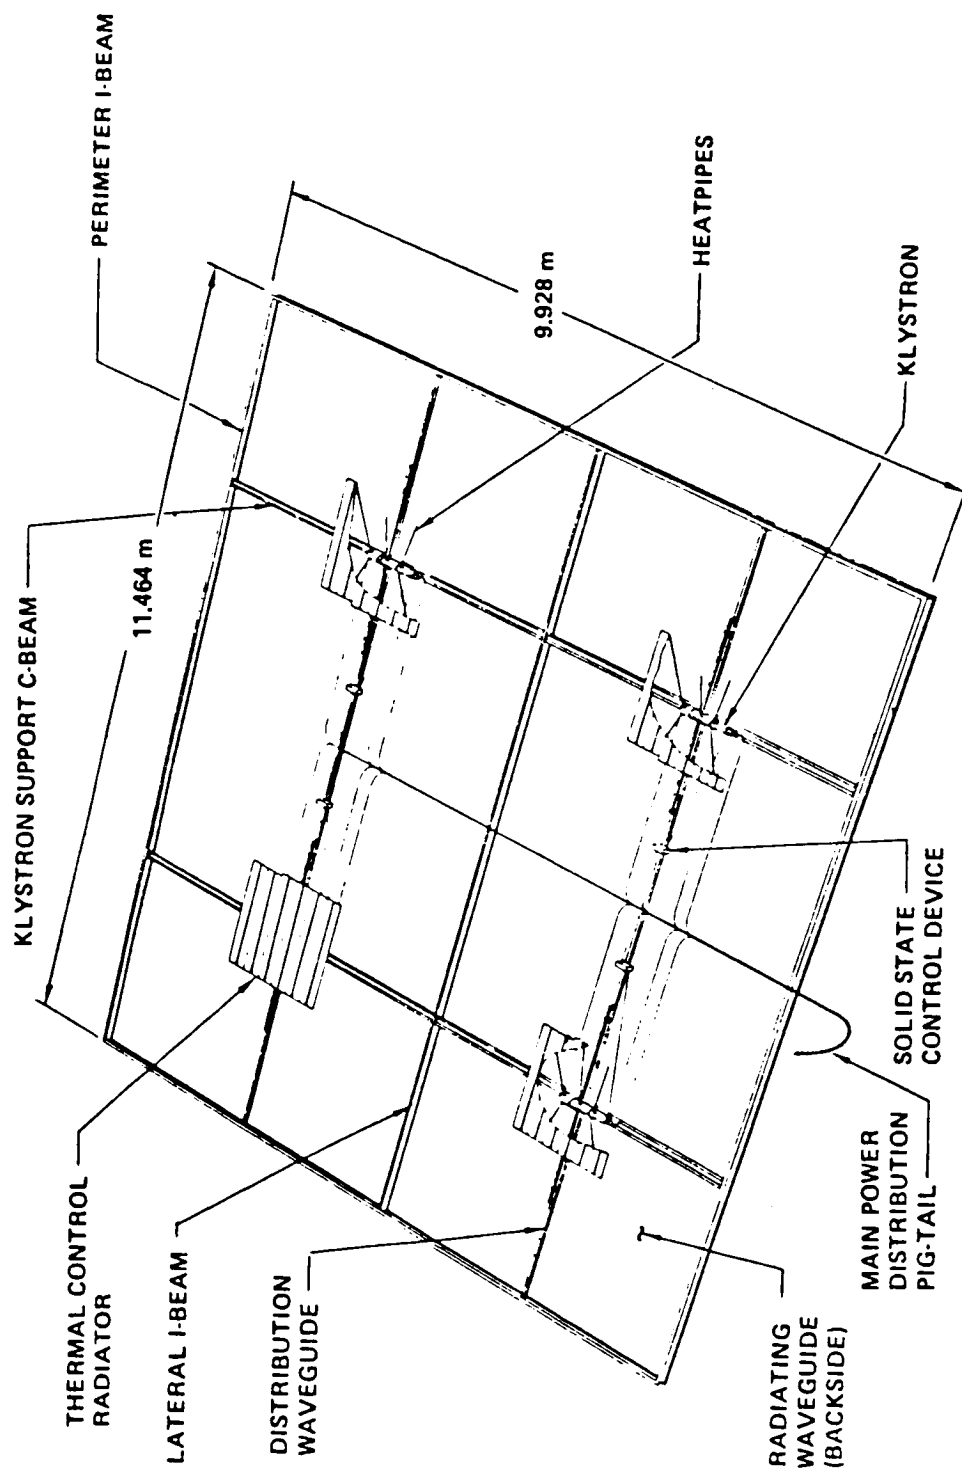 KLYSTRON SUPPORT C-BEAM
PERIMETER I-BEAM
11.464 m
9.928 m
THERMAL CONTROL
RADIATOR
HEATPIPES
LATERAL I-BEAM
DISTRIBUTION
WAVEGUIDE
KLYSTRON
RADIATING
WAVEGUIDE
(BACKSIDE)
MAIN POWER
DISTRIBUTION
PIG-TAIL
SOLID STATE
CONTROL DEVICE